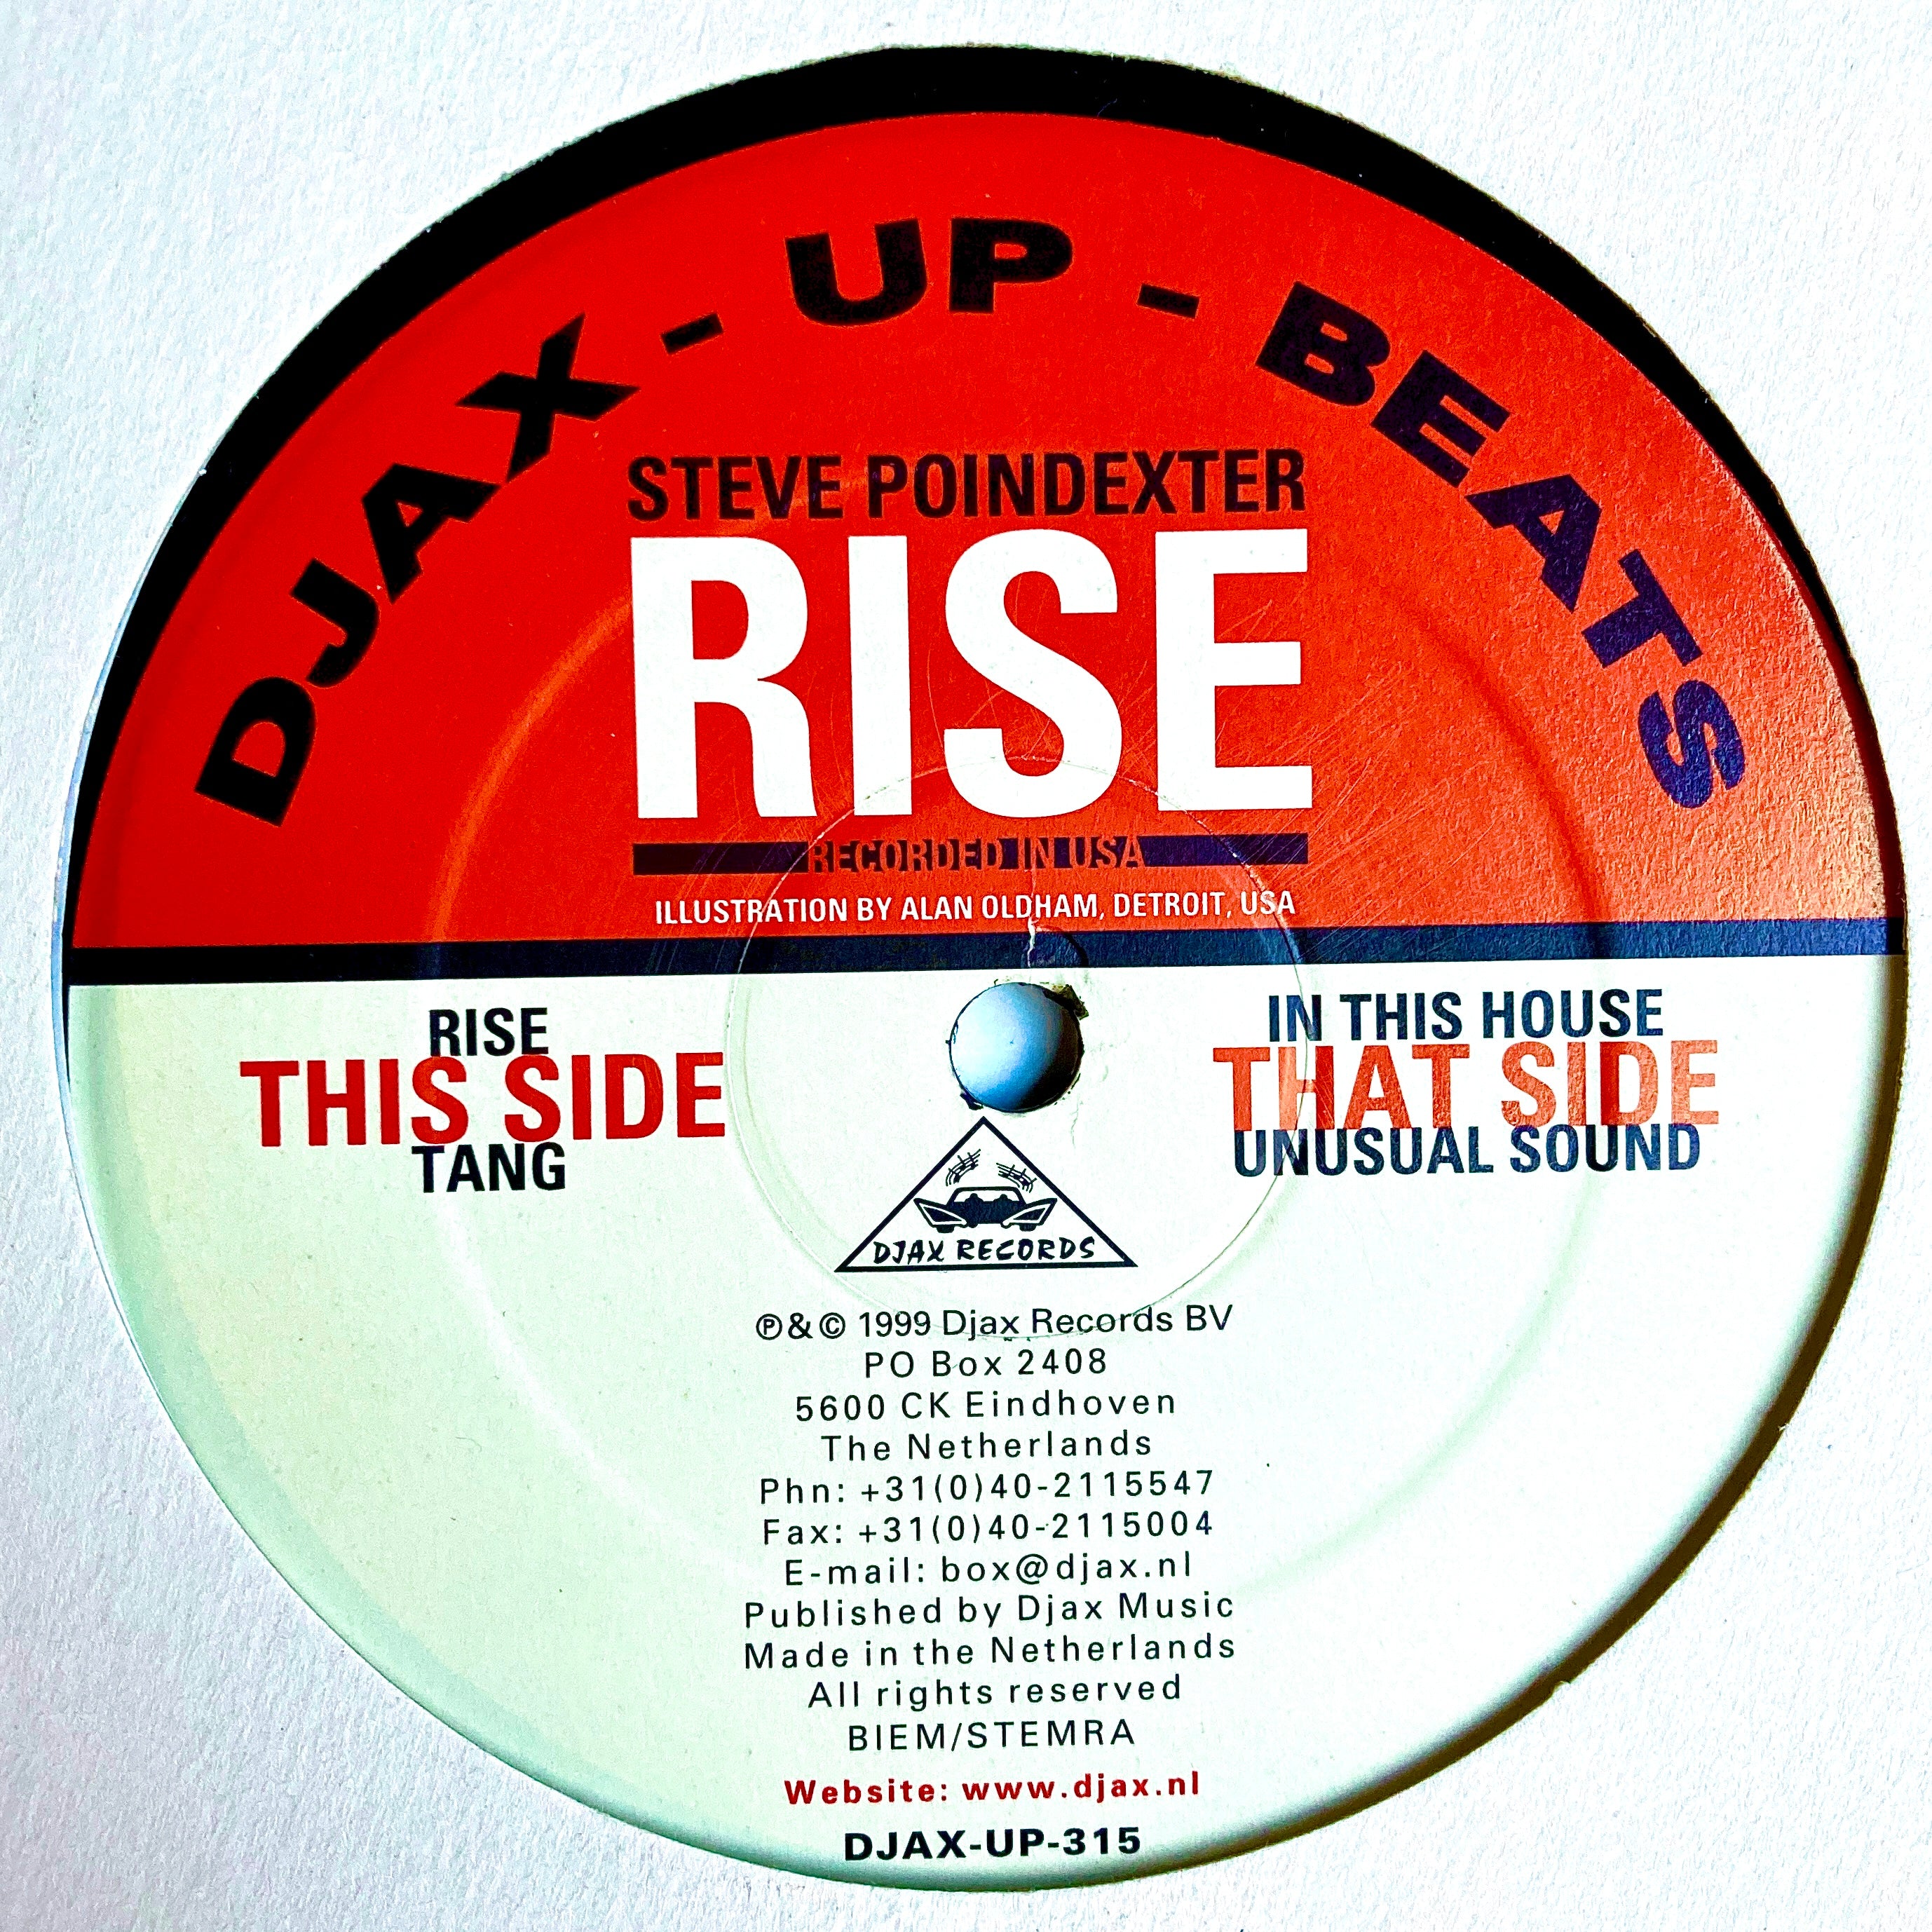 DJAX - UP - BEATS
STEVE POINDEXTER
RISE
RECORDED IN USA
ILLUSTRATION BY ALAN OLDHAM, DETROIT, USA
RISE
THIS SIDE
TANG
IN THIS HOUSE
THAT SIDE
UNUSUAL SOUND
DJAX RECORDS
℗&© 1999 Djax Records BV
PO Box 2408
5600 CK Eindhoven
The Netherlands
Phn: +31(0)40-2115547
Fax: +31(0)40-2115004
E-mail: box@djax.nl
Published by Djax Music
Made in the Netherlands
All rights reserved
BIEM/STEMRA
Website: www.djax.nl
DJAX-UP-315